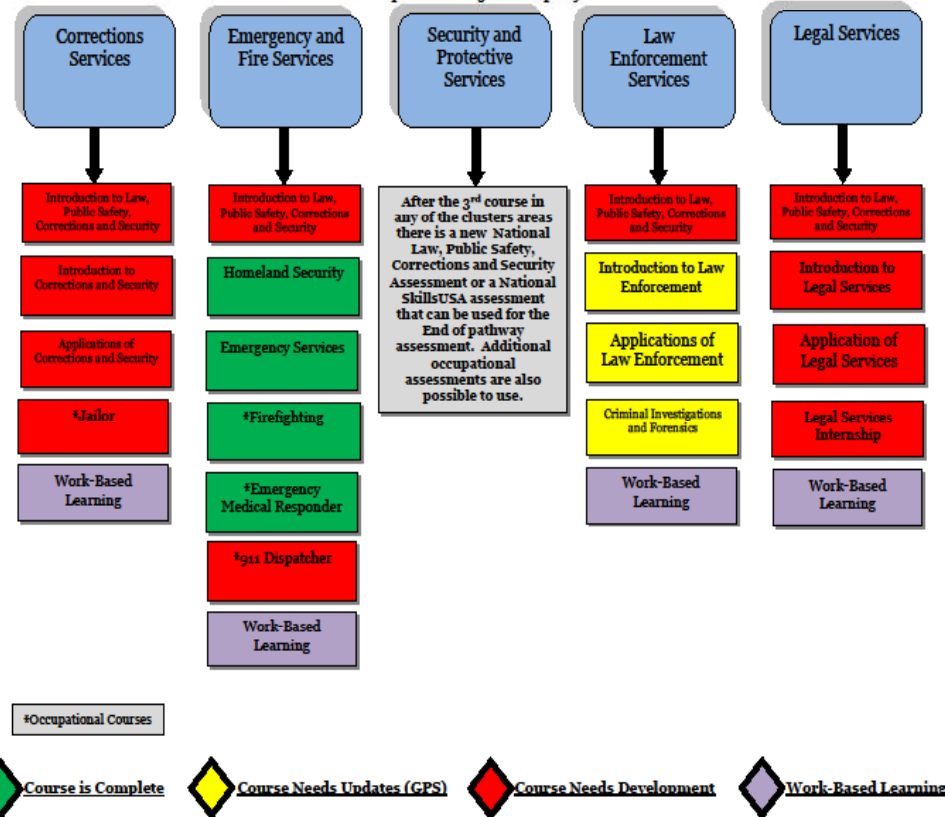 Corrections
Services
Emergency and
Fire Services
Security and
Protective
Services
Law
Enforcement
Services
Legal Services
Introduction to Law,
Public Safety,
Corrections and Security
Introduction to
Corrections and Security
Applications of
Corrections and Security
*Jailor
Work-Based
Learning
Introduction to Law,
Public Safety, Corrections
and Security
Homeland Security
Emergency Services
*Firefighting
*Emergency
Medical Responder
*911 Dispatcher
Work-Based
Learning
After the 3rd course in
any of the clusters areas
there is a new National
Law, Public Safety,
Corrections and Security
Assessment or a National
SkillsUSA assessment
that can be used for the
End of pathway
assessment. Additional
occupational
assessments are also
possible to use.
Introduction to Law,
Public Safety, Corrections
and Security
Introduction to Law
Enforcement
Applications of
Law Enforcement
Criminal Investigations
and Forensics
Work-Based
Learning
Introduction to Law,
Public Safety, Corrections
and Security
Introduction to
Legal Services
Application of
Legal Services
Legal Services
Internship
Work-Based
Learning
*Occupational Courses
Course is Complete
Course Needs Updates (GPS)
Course Needs Development
Work-Based Learning